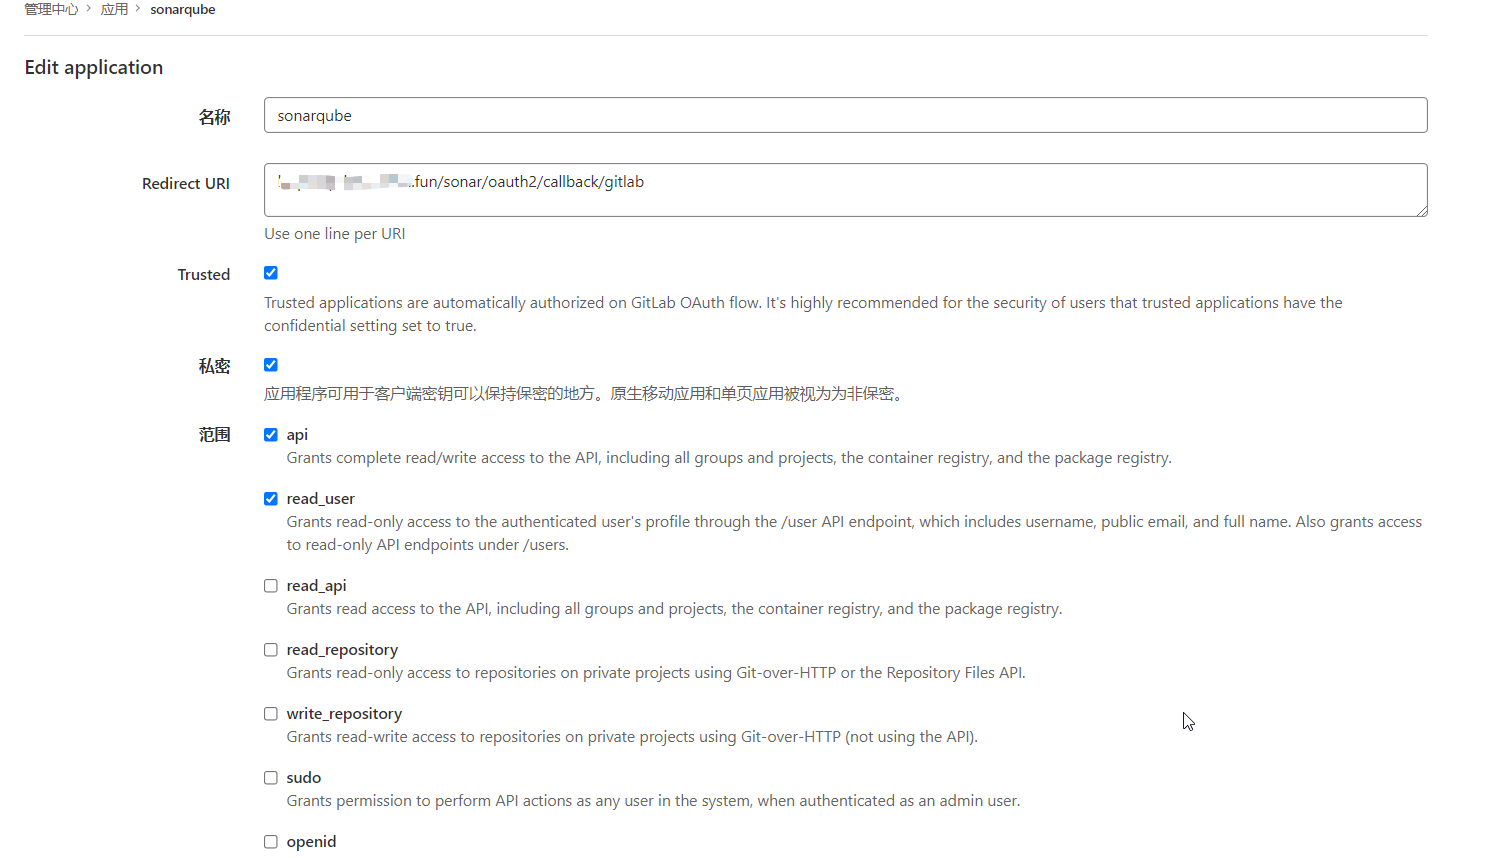 管理中心 > 应用 > sonarqube
Edit application
名称 sonarqube
Redirect URI .fun/sonar/oauth2/callback/gitlab
Use one line per URI
Trusted
Trusted applications are automatically authorized on GitLab OAuth flow. It's highly recommended for the security of users that trusted applications have the
confidential setting set to true.
私密
应用程序可用于客户端密钥可以保持保密的地方。原生移动应用和单页应用被视为为非保密。
范围 api
Grants complete read/write access to the API, including all groups and projects, the container registry, and the package registry.
read_user
Grants read-only access to the authenticated user's profile through the /user API endpoint, which includes username, public email, and full name. Also grants access
to read-only API endpoints under /users.
read_api
Grants read access to the API, including all groups and projects, the container registry, and the package registry.
read_repository
Grants read-only access to repositories on private projects using Git-over-HTTP or the Repository Files API.
write_repository
Grants read-write access to repositories on private projects using Git-over-HTTP (not using the API).
sudo
Grants permission to perform API actions as any user in the system, when authenticated as an admin user.
openid